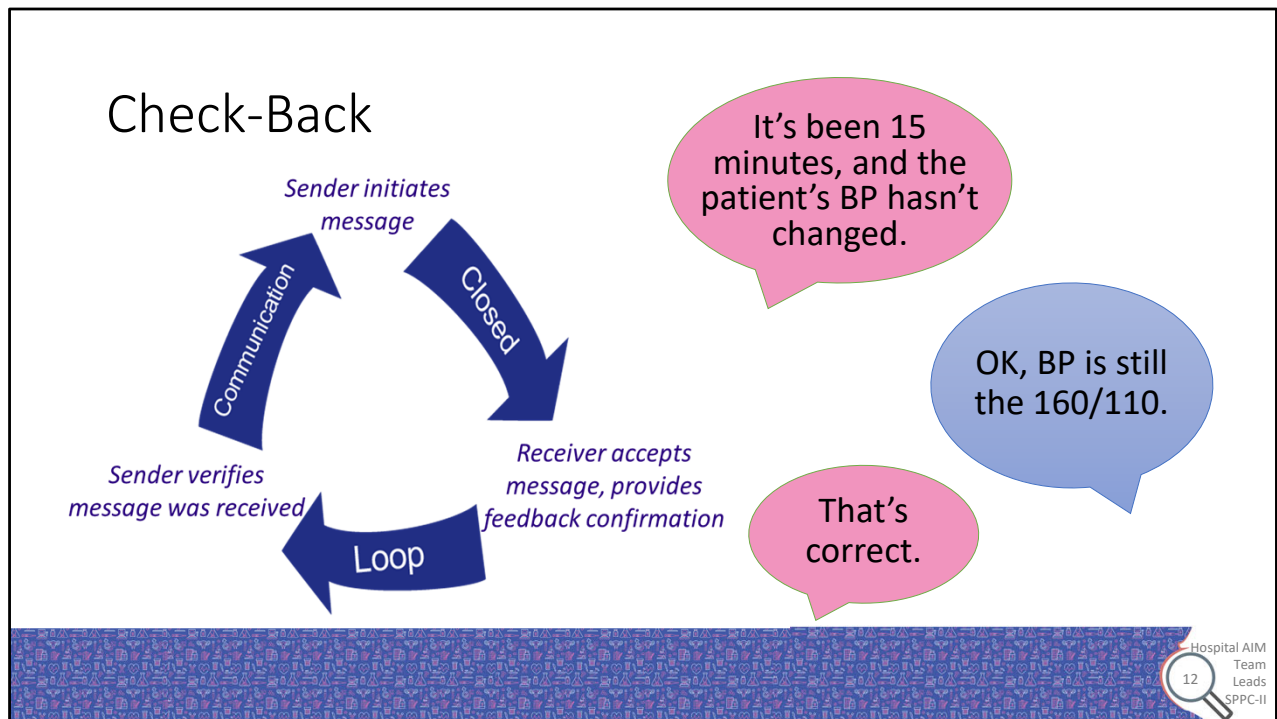 Check-Back
Sender initiates
message
Closed
Receiver accepts
message, provides
feedback confirmation
Loop
Sender verifies
message was received
Communication
It's been 15
minutes, and the
patient's BP hasn't
changed.
OK, BP is still
the 160/110.
That's
correct.
Hospital AIM
Team
Leads
SPPC-II
12